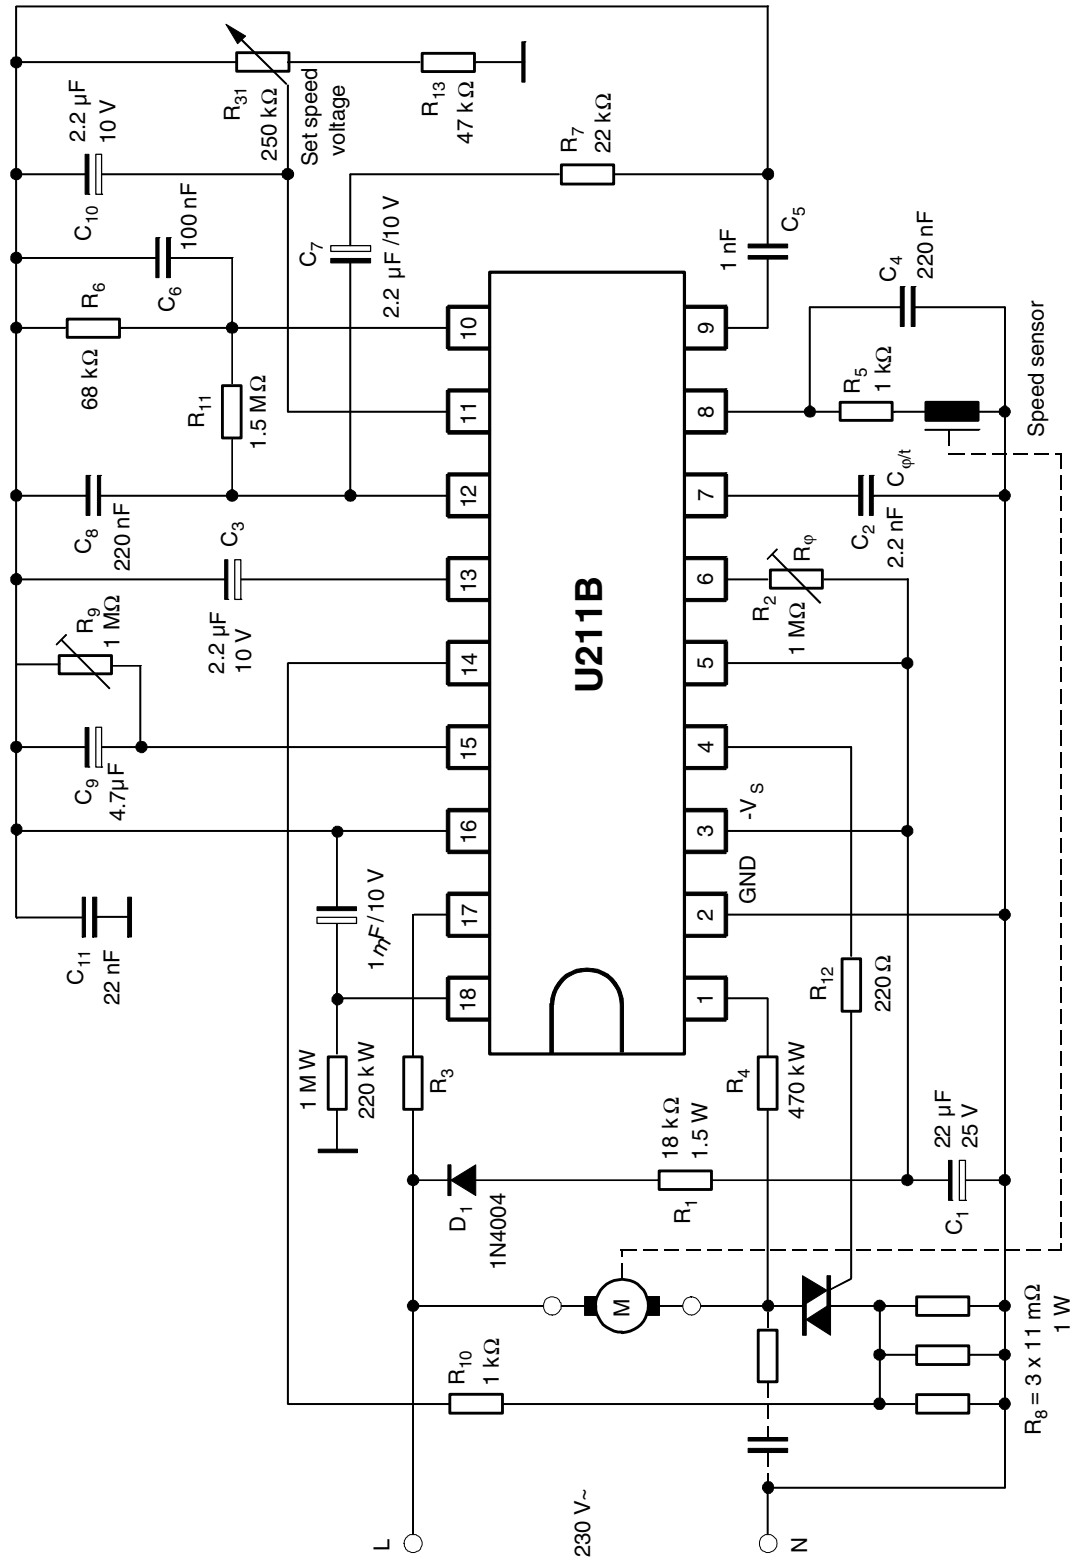 L
230 V~
N
R10
1 kΩ
M
D1
1N4004
R1
18 kΩ
1.5 W
R8 = 3 x 11 mΩ
1 W
C1
22 µF
25 V
1 M W
220 kW
R3
R4
470 kW
R12
220 Ω
C11
22 nF
1 mF / 10 V
18
17
16
15
14
13
12
11
10
U211B
1
2
3
4
5
6
7
8
9
GND
-VS
C9
4.7µF
R9
1 MΩ
2.2 µF
10 V
C3
C8
220 nF
R11
1.5 MΩ
68 kΩ
R6
C6
100 nF
C10
2.2 µF
10 V
R31
250 kΩ
Set speed
voltage
R13
47 kΩ
C7
2.2 µF /10 V
R7
22 kΩ
1 nF
C5
R2
1 MΩ
Rφ
C2
2.2 nF
Cφ/t
R5
1 kΩ
C4
220 nF
Speed sensor